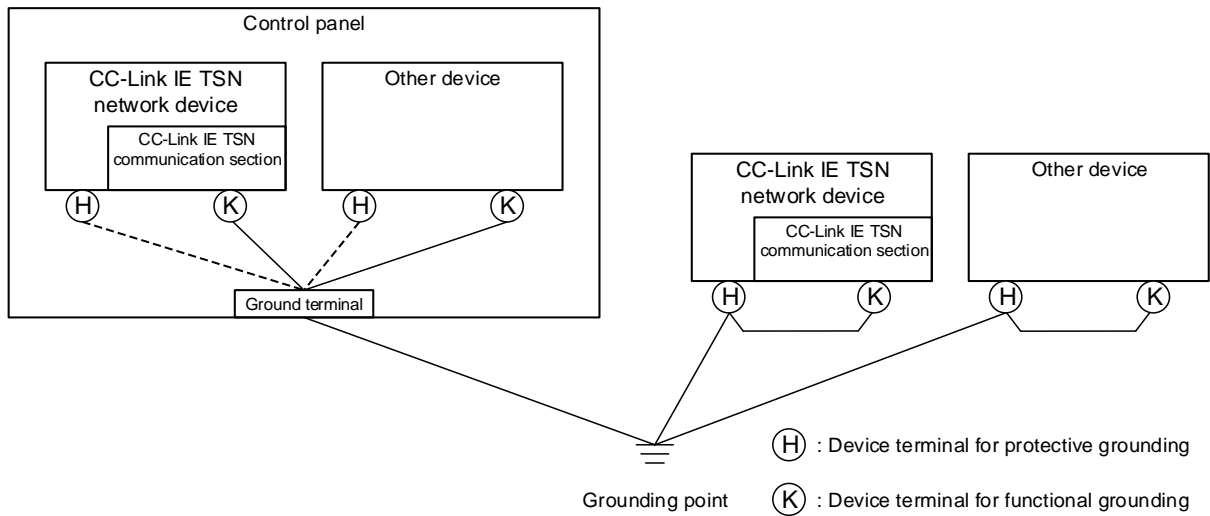 Control panel
CC-Link IE TSN
network device
CC-Link IE TSN
communication section
Other device
H
K
H
K
Ground terminal
CC-Link IE TSN
network device
CC-Link IE TSN
communication section
Other device
H
K
H
K
H : Device terminal for protective grounding
Grounding point
K : Device terminal for functional grounding